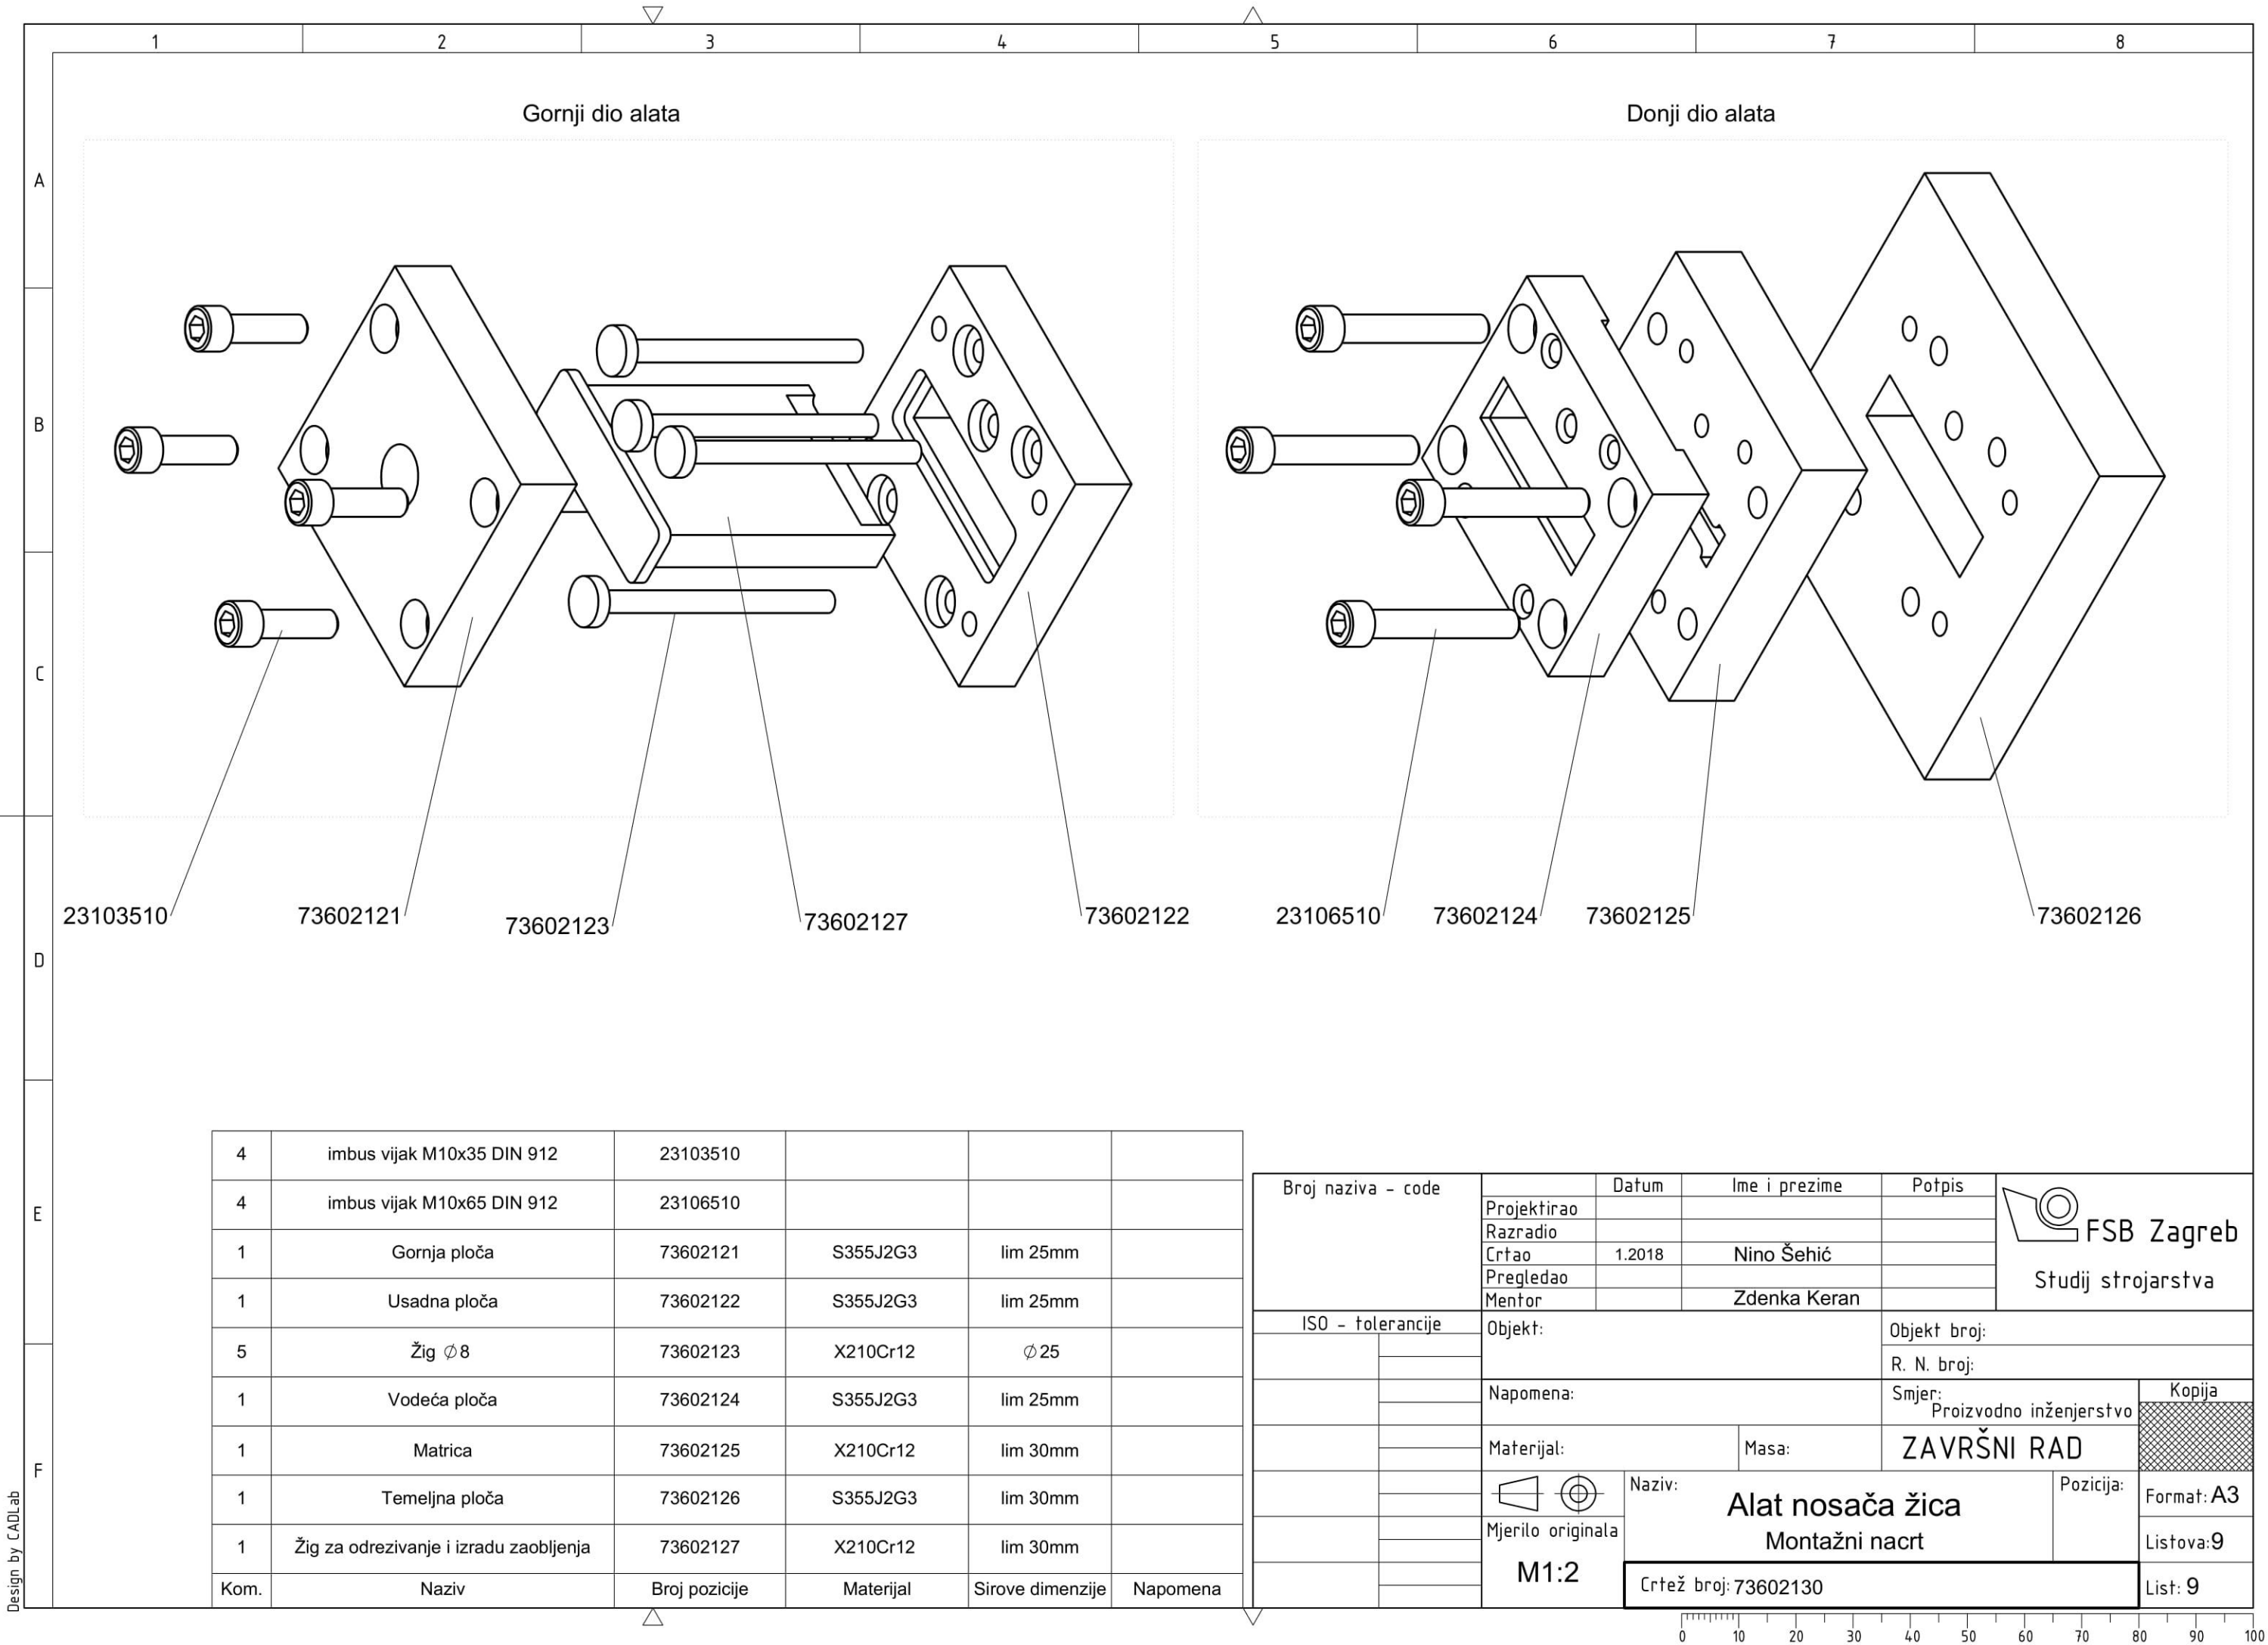 1 2 3 4 5 6 7 8
Gornji dio alata
Donji dio alata
A
B
C
D
E
F
23103510
73602121
73602123
73602127
73602122
23106510
73602124
73602125
73602126
4 imbus vijak M10x35 DIN 912 23103510
4 imbus vijak M10x65 DIN 912 23106510
1 Gornja ploča 73602121 S355J2G3 lim 25mm
1 Usadna ploča 73602122 S355J2G3 lim 25mm
5 Žig ∅8 73602123 X210Cr12 ∅25
1 Vodeća ploča 73602124 S355J2G3 lim 25mm
1 Matrica 73602125 X210Cr12 lim 30mm
1 Temeljna ploča 73602126 S355J2G3 lim 30mm
1 Žig za odrezivanje i izradu zaobljenja 73602127 X210Cr12 lim 30mm
Kom. Naziv Broj pozicije Materijal Sirove dimenzije Napomena
Broj naziva - code
ISO - tolerancije
Datum Ime i prezime Potpis
Projektirao
Razradio
Crtao 1.2018 Nino Šehić
Pregledao
Mentor Zdenka Keran
FSB Zagreb
Studij strojarstva
Objekt:
Objekt broj:
R. N. broj:
Napomena:
Smjer:
Proizvodno inženjerstvo
Kopija
Materijal:
Masa:
ZAVRŠNI RAD
Naziv:
Alat nosača žica
Montažni nacrt
Pozicija:
Format: A3
Mjerilo originala
M1:2
Listova:9
Crtež broj: 73602130
List: 9
Design by CADLab
0 10 20 30 40 50 60 70 80 90 100